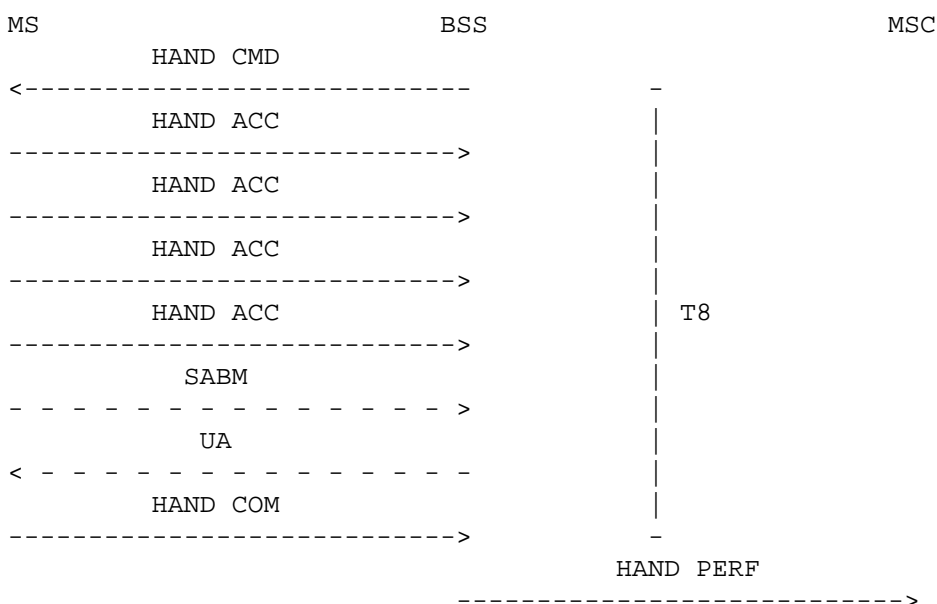 MS BSS MSC
HAND CMD
<---------------------------- -
HAND ACC |
----------------------------> |
HAND ACC |
----------------------------> |
HAND ACC |
----------------------------> |
HAND ACC | T8
----------------------------> |
SABM |
- - - - - - - - - - - - - - > |
UA |
< - - - - - - - - - - - - - - |
HAND COM |
----------------------------> -
HAND PERF
---------------------------->